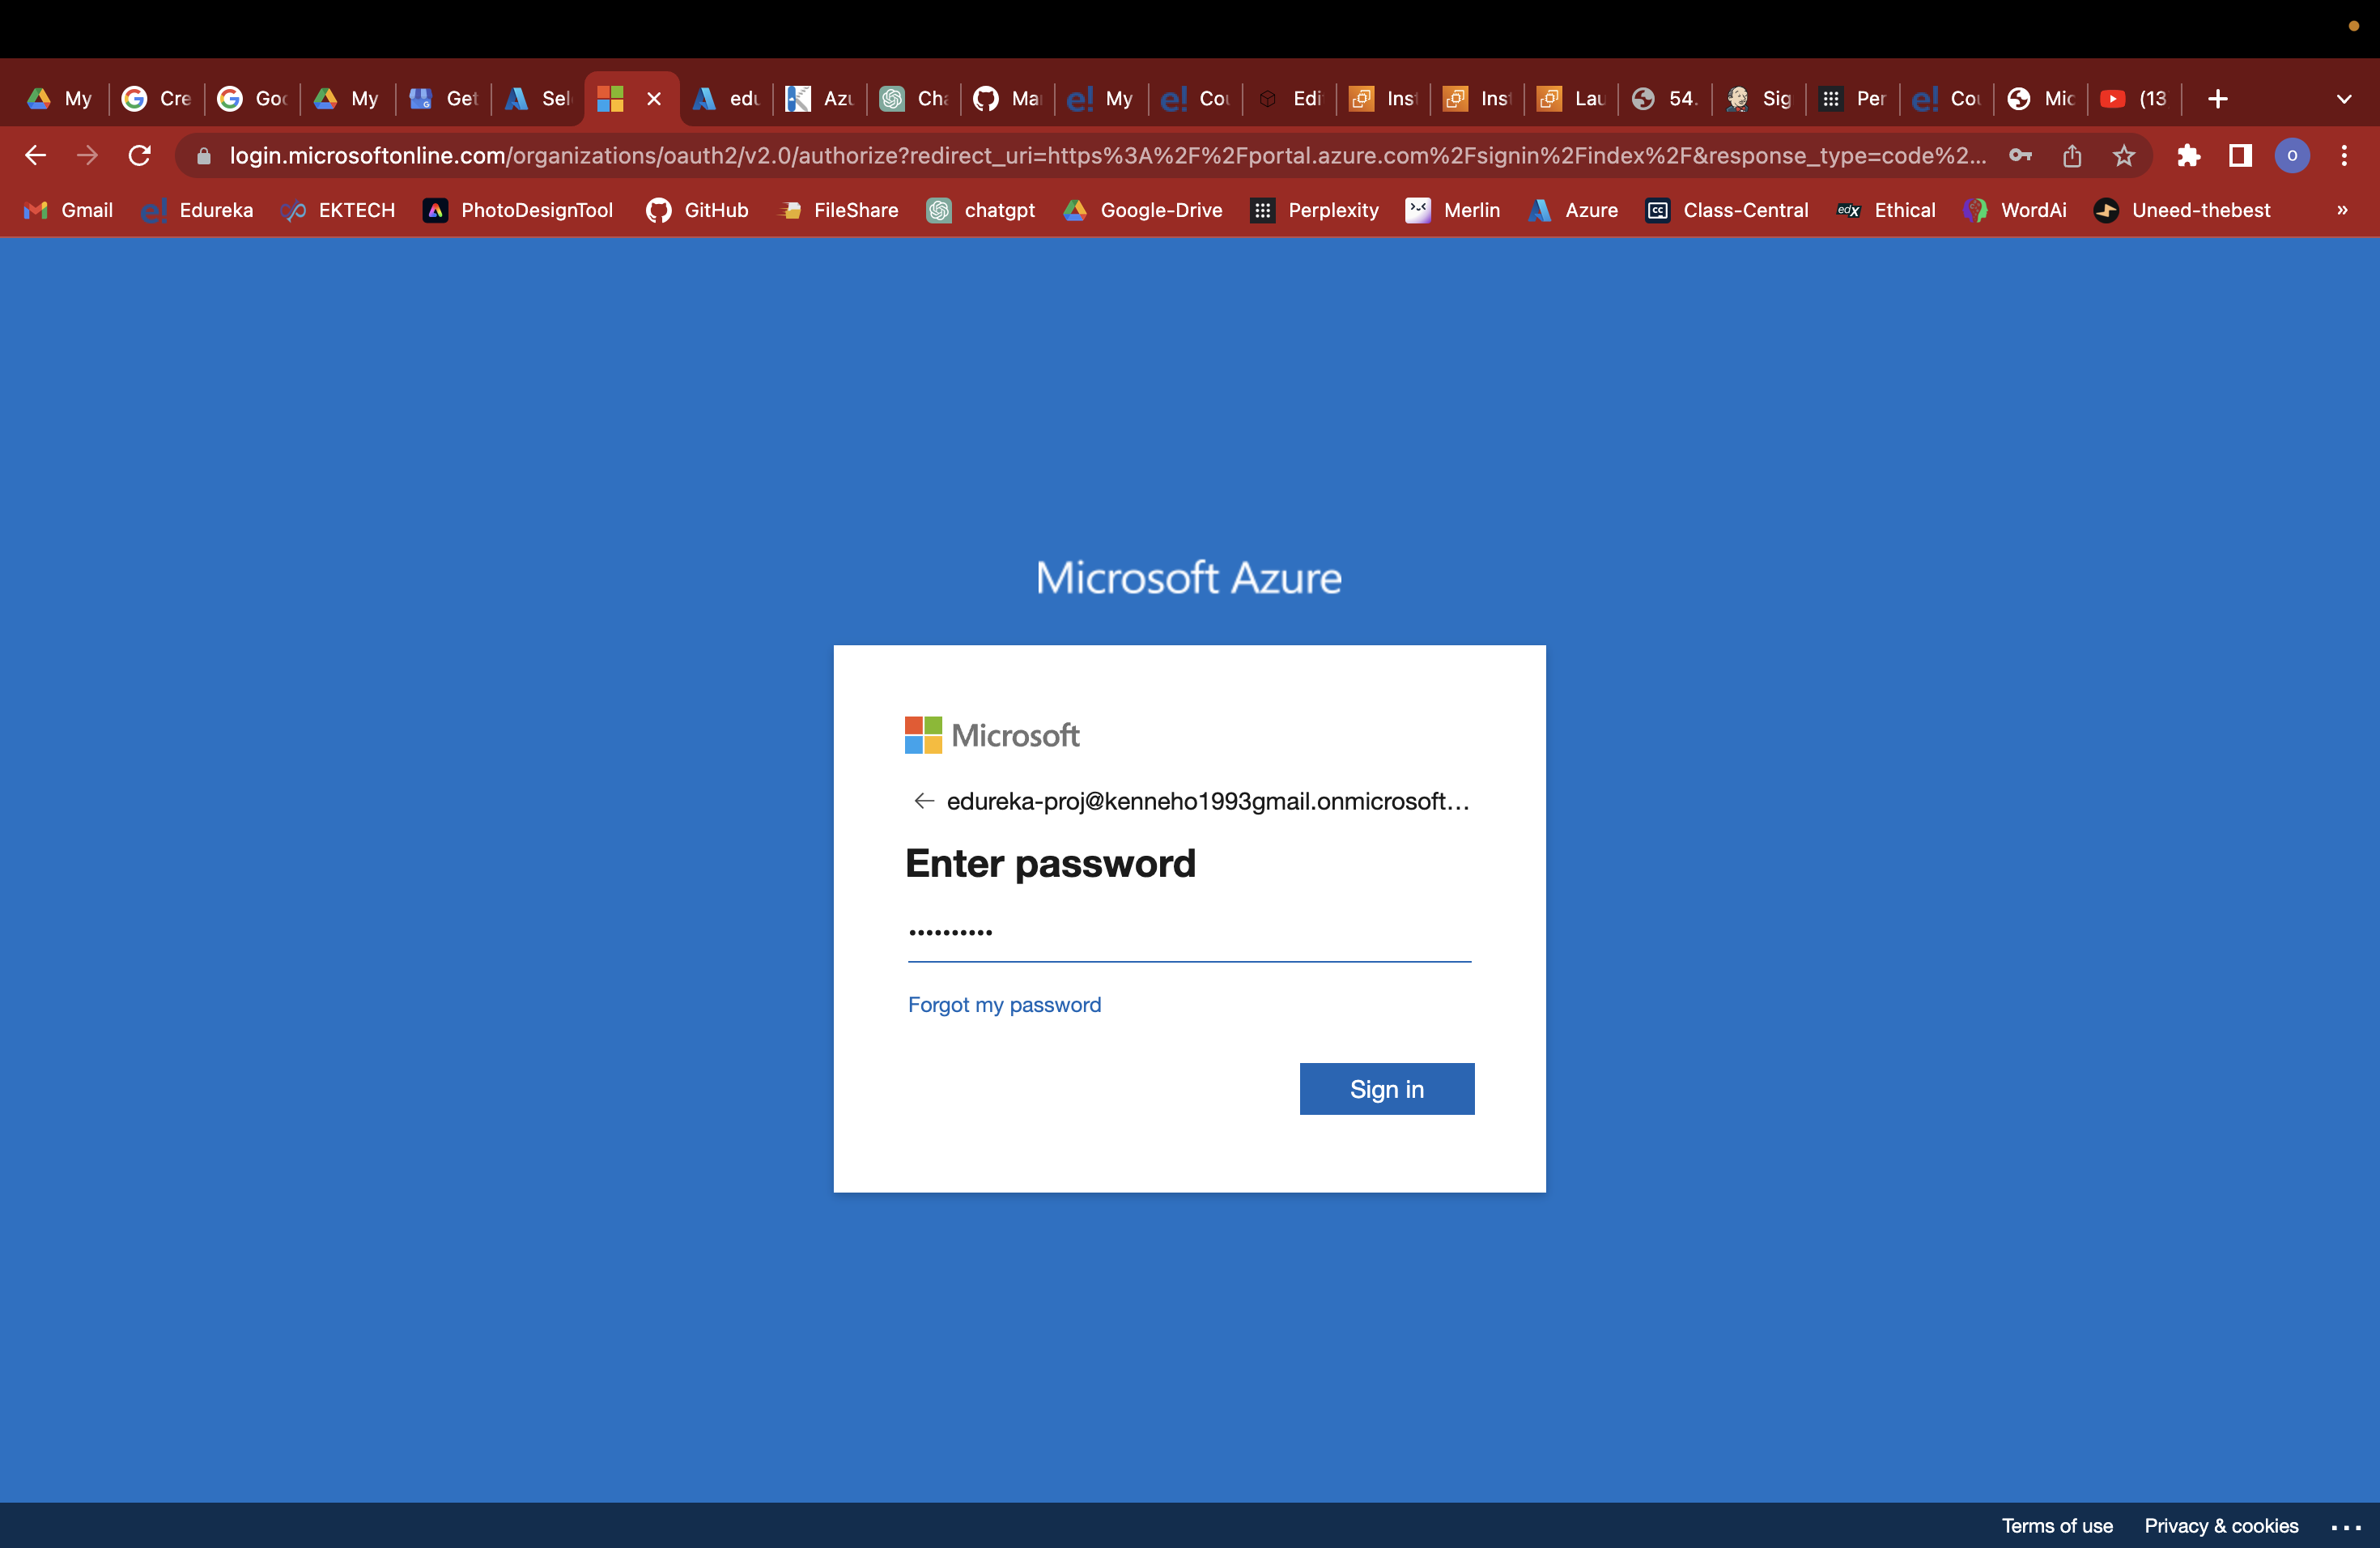 My Cre Goo My Get Sel edu Azu Cha Mar My Cou Edi Inst Inst Lau 54. Sig Per Cou Mic (13
login.microsoftonline.com/organizations/oauth2/v2.0/authorize?redirect_uri=https%3A%2F%2Fportal.azure.com%2Fsignin%2Findex%2F&response_type=code%2... o
Gmail e! Edureka EKTECH PhotoDesignTool GitHub FileShare chatgpt Google-Drive Perplexity Merlin Azure CC Class-Central edX Ethical WordAi Uneed-thebest »
Microsoft Azure
Microsoft
edureka-proj@kenneho1993gmail.onmicrosoft...
Enter password
Forgot my password
Sign in
Terms of use Privacy & cookies ...